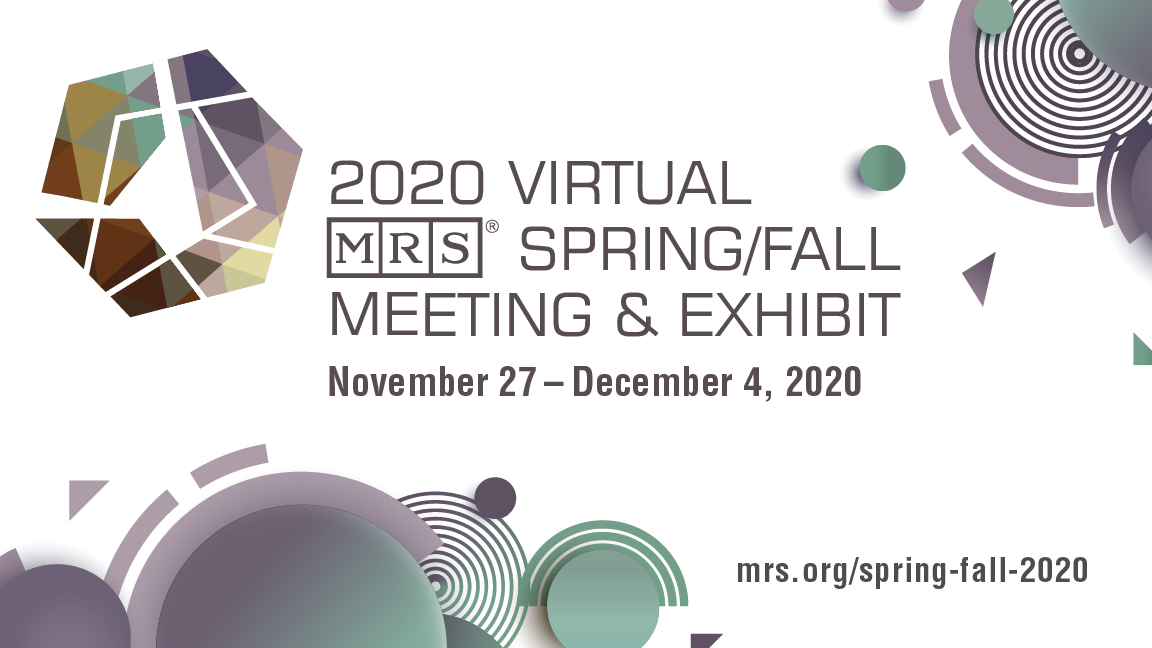 2020 VIRTUAL
MRS® SPRING/FALL
MEETING & EXHIBIT
November 27 – December 4, 2020
mrs.org/spring-fall-2020